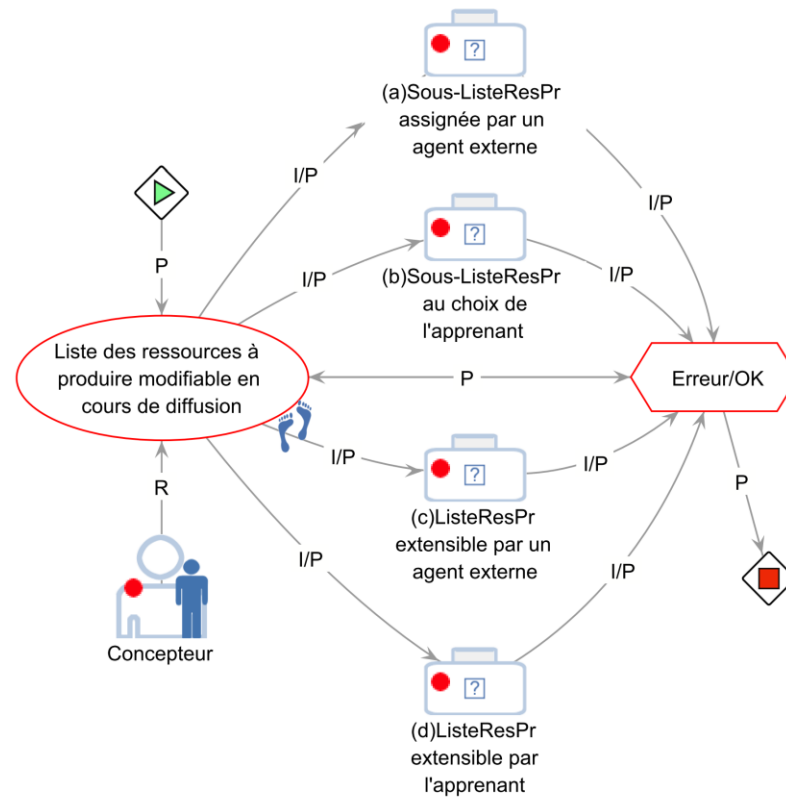 ?
(a)Sous-ListeResPr
assignée par un
agent externe
I/P
I/P
P
?
(b)Sous-ListeResPr
au choix de
l'apprenant
I/P
I/P
Liste des ressources à
produire modifiable en
cours de diffusion
P
Erreur/OK
I/P
?
I/P
(c)ListeResPr
extensible par un
agent externe
R
P
I/P
I/P
Concepteur
?
(d)ListeResPr
extensible par
l'apprenant